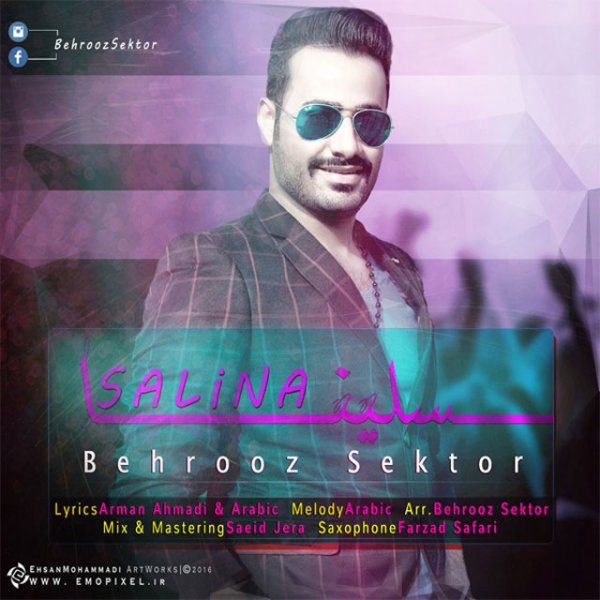 BehroozSektor
SALiNA سلینا
Behrooz Sektor
LyricsArman Ahmadi & Arabic MelodyArabic Arr.Behrooz Sektor
Mix & MasteringSaeid Jera SaxophoneFarzad Safari
EhsanMohammadi ArtWorks|©2016
www.emopixel.ir